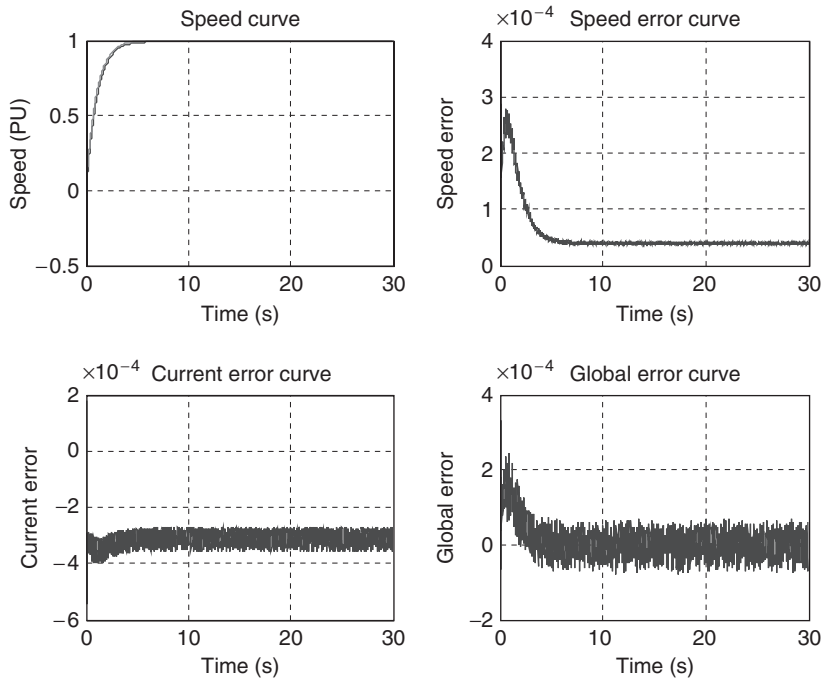 Speed curve
1
0.5
0
−0.5
Speed (PU)
0 10 20 30
Time (s)
×10−4
Speed error curve
4
3
2
1
0
Speed error
0 10 20 30
Time (s)
×10−4 Current error curve
2
0
−2
−4
−6
Current error
0 10 20 30
Time (s)
×10−4 Global error curve
4
2
0
−2
Global error
0 10 20 30
Time (s)